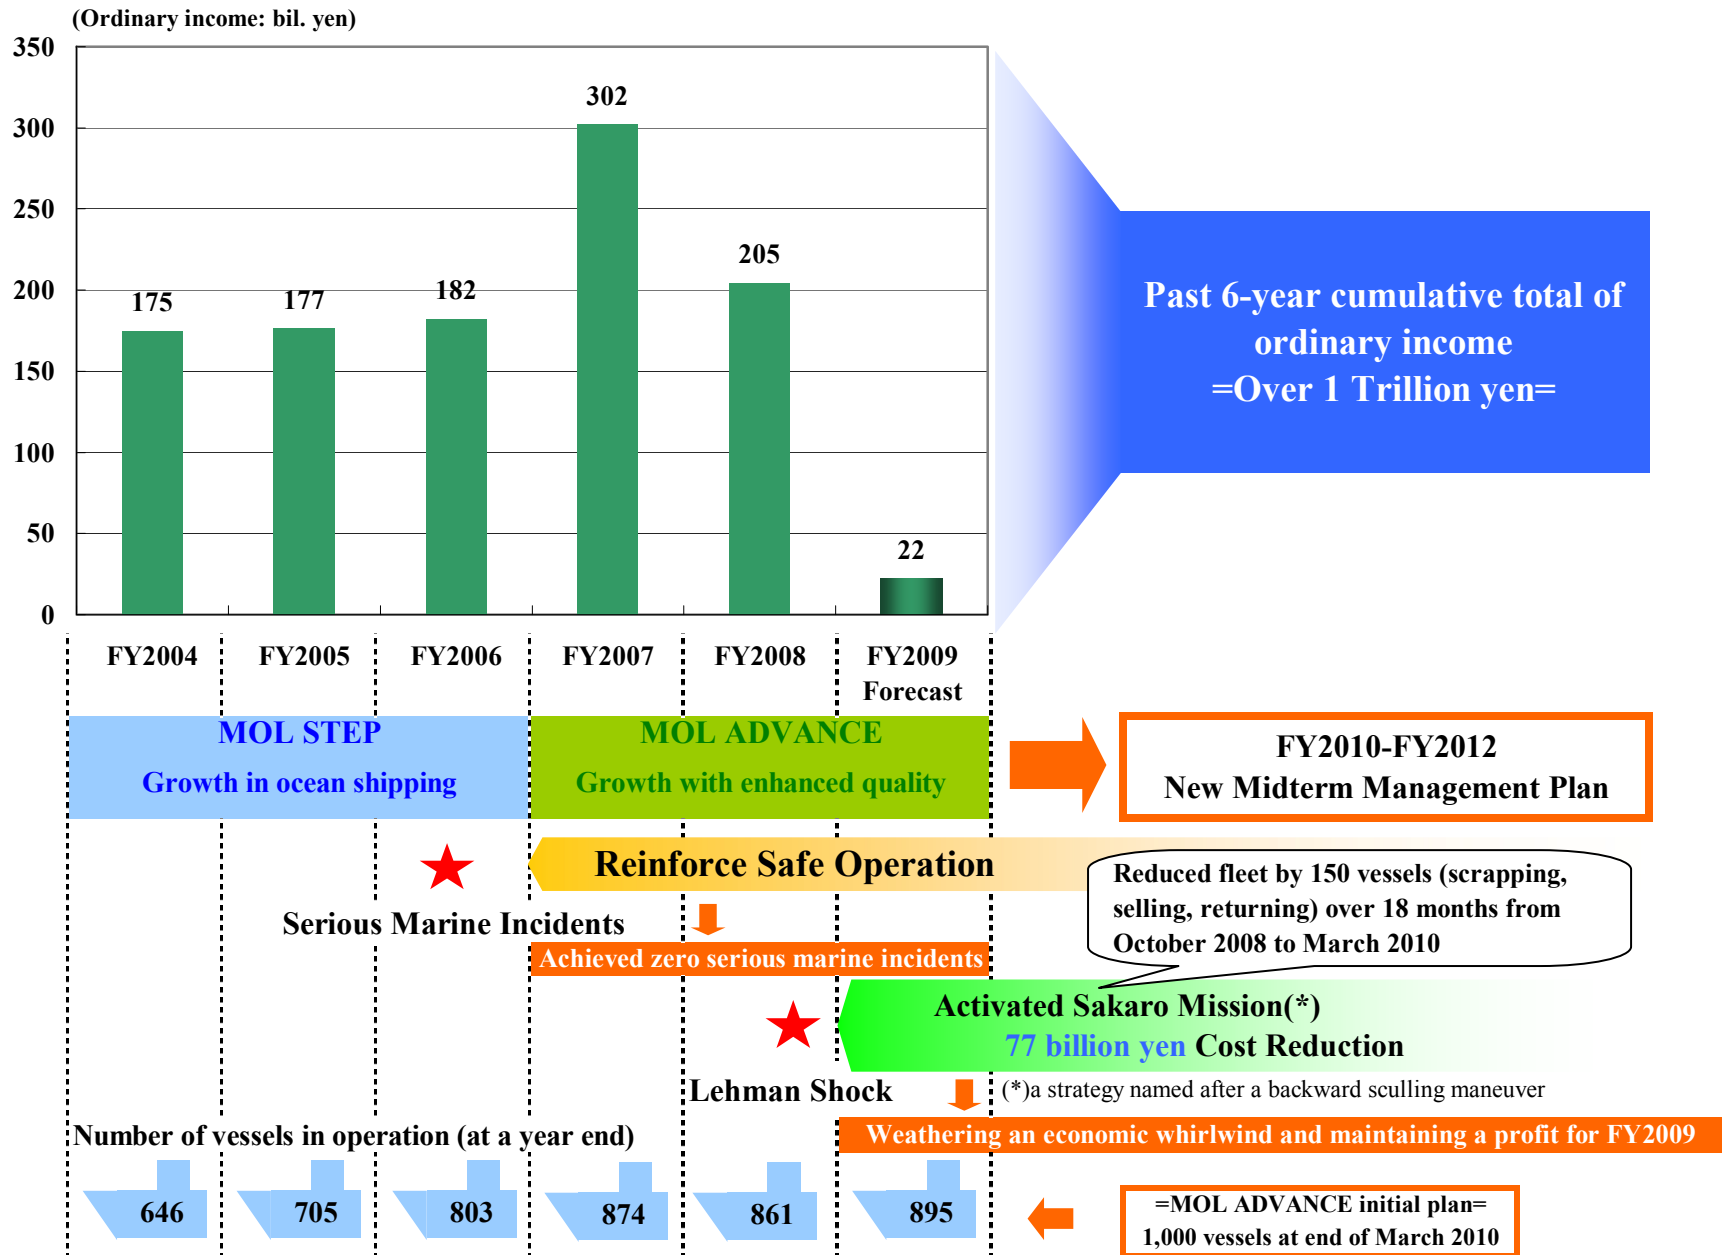 (Ordinary income: bil. yen)
350
300
250
200
150
100
50
0
175
177
182
302
205
22
FY2004
FY2005
FY2006
FY2007
FY2008
FY2009
Forecast
Past 6-year cumulative total of
ordinary income
=Over 1 Trillion yen=
MOL STEP
Growth in ocean shipping
MOL ADVANCE
Growth with enhanced quality
FY2010-FY2012
New Midterm Management Plan
Reinforce Safe Operation
Serious Marine Incidents
Achieved zero serious marine incidents
Reduced fleet by 150 vessels (scrapping,
selling, returning) over 18 months from
October 2008 to March 2010
Activated Sakaro Mission(*)
77 billion yen Cost Reduction
Lehman Shock
(*)a strategy named after a backward sculling maneuver
Weathering an economic whirlwind and maintaining a profit for FY2009
Number of vessels in operation (at a year end)
646
705
803
874
861
895
=MOL ADVANCE initial plan=
1,000 vessels at end of March 2010